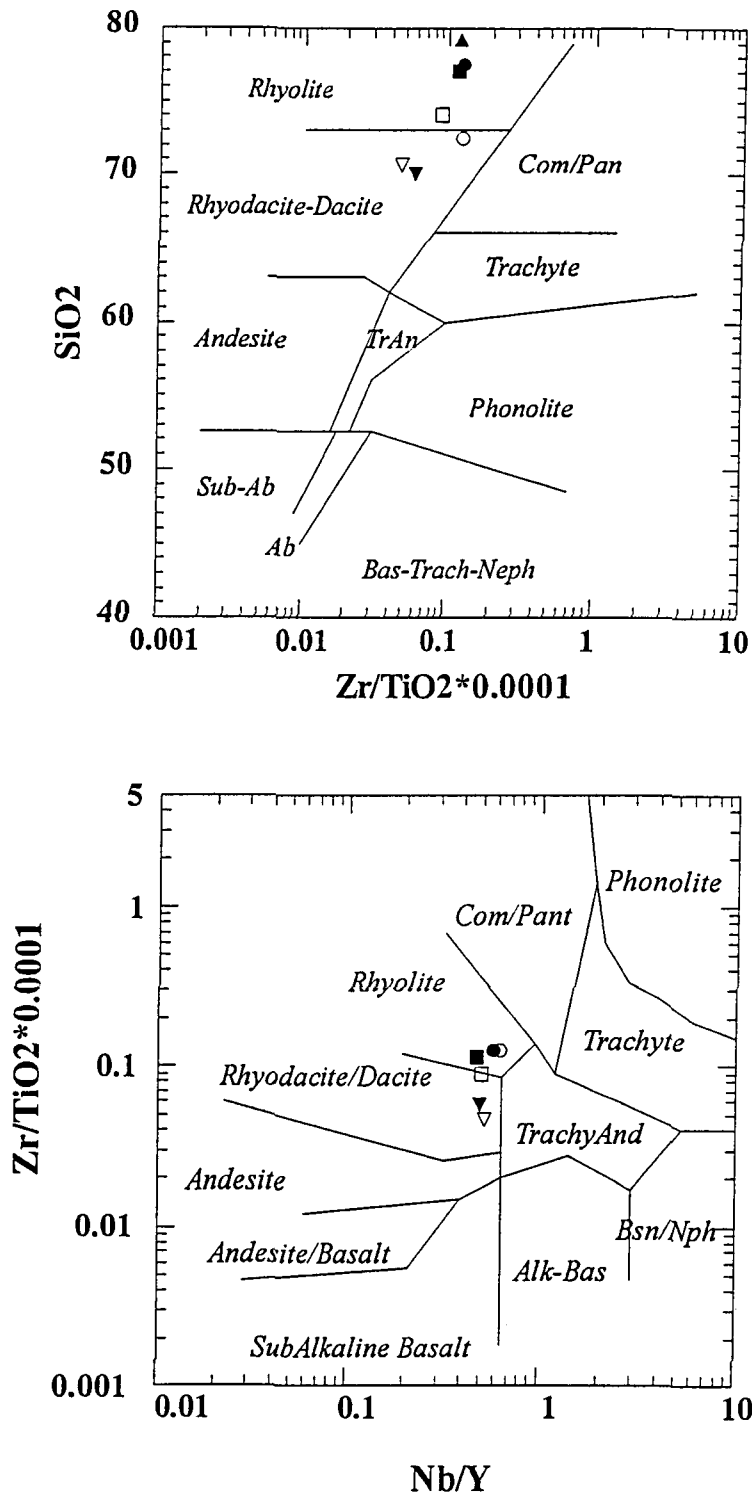 80
Rhyolite
70
Com/Pan
Rhyodacite-Dacite
Trachyte
60
SiO2
Andesite
TrAn
Phonolite
50
Sub-Ab
Ab
Bas-Trach-Neph
40
0.001 0.01 0.1 1 10
Zr/TiO2*0.0001
5
Phonolite
1
Com/Pant
Rhyolite
Zr/TiO2*0.0001
Trachyte
0.1
Rhyodacite/Dacite
TrachyAnd
Andesite
0.01
Bsn/Nph
Andesite/Basalt
Alk-Bas
SubAlkaline Basalt
0.001
0.01 0.1 1 10
Nb/Y